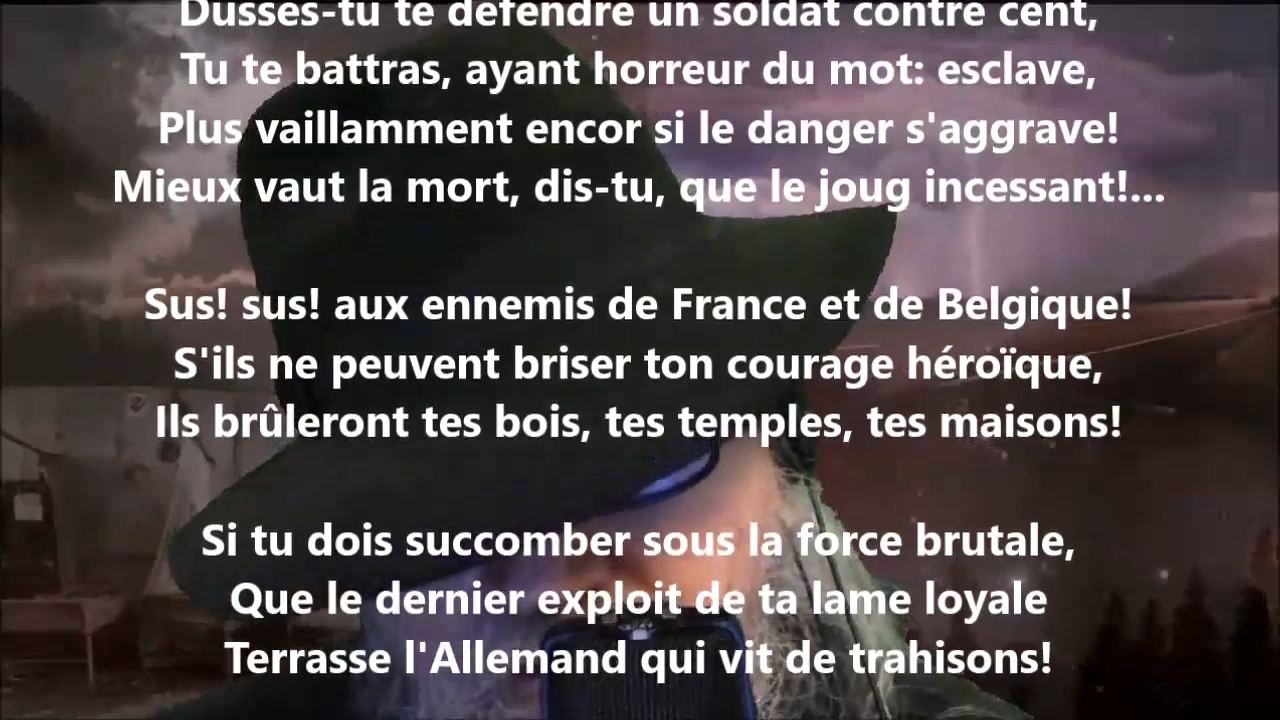 Dusses-tu te défendre un soldat contre cent,
Tu te battras, ayant horreur du mot: esclave,
Plus vaillamment encor si le danger s'aggrave!
Mieux vaut la mort, dis-tu, que le joug incessant!...
Sus! sus! aux ennemis de France et de Belgique!
S'ils ne peuvent briser ton courage héroïque,
Ils brûleront tes bois, tes temples, tes maisons!
Si tu dois succomber sous la force brutale,
Que le dernier exploit de ta lame loyale
Terrasse l'Allemand qui vit de trahisons!